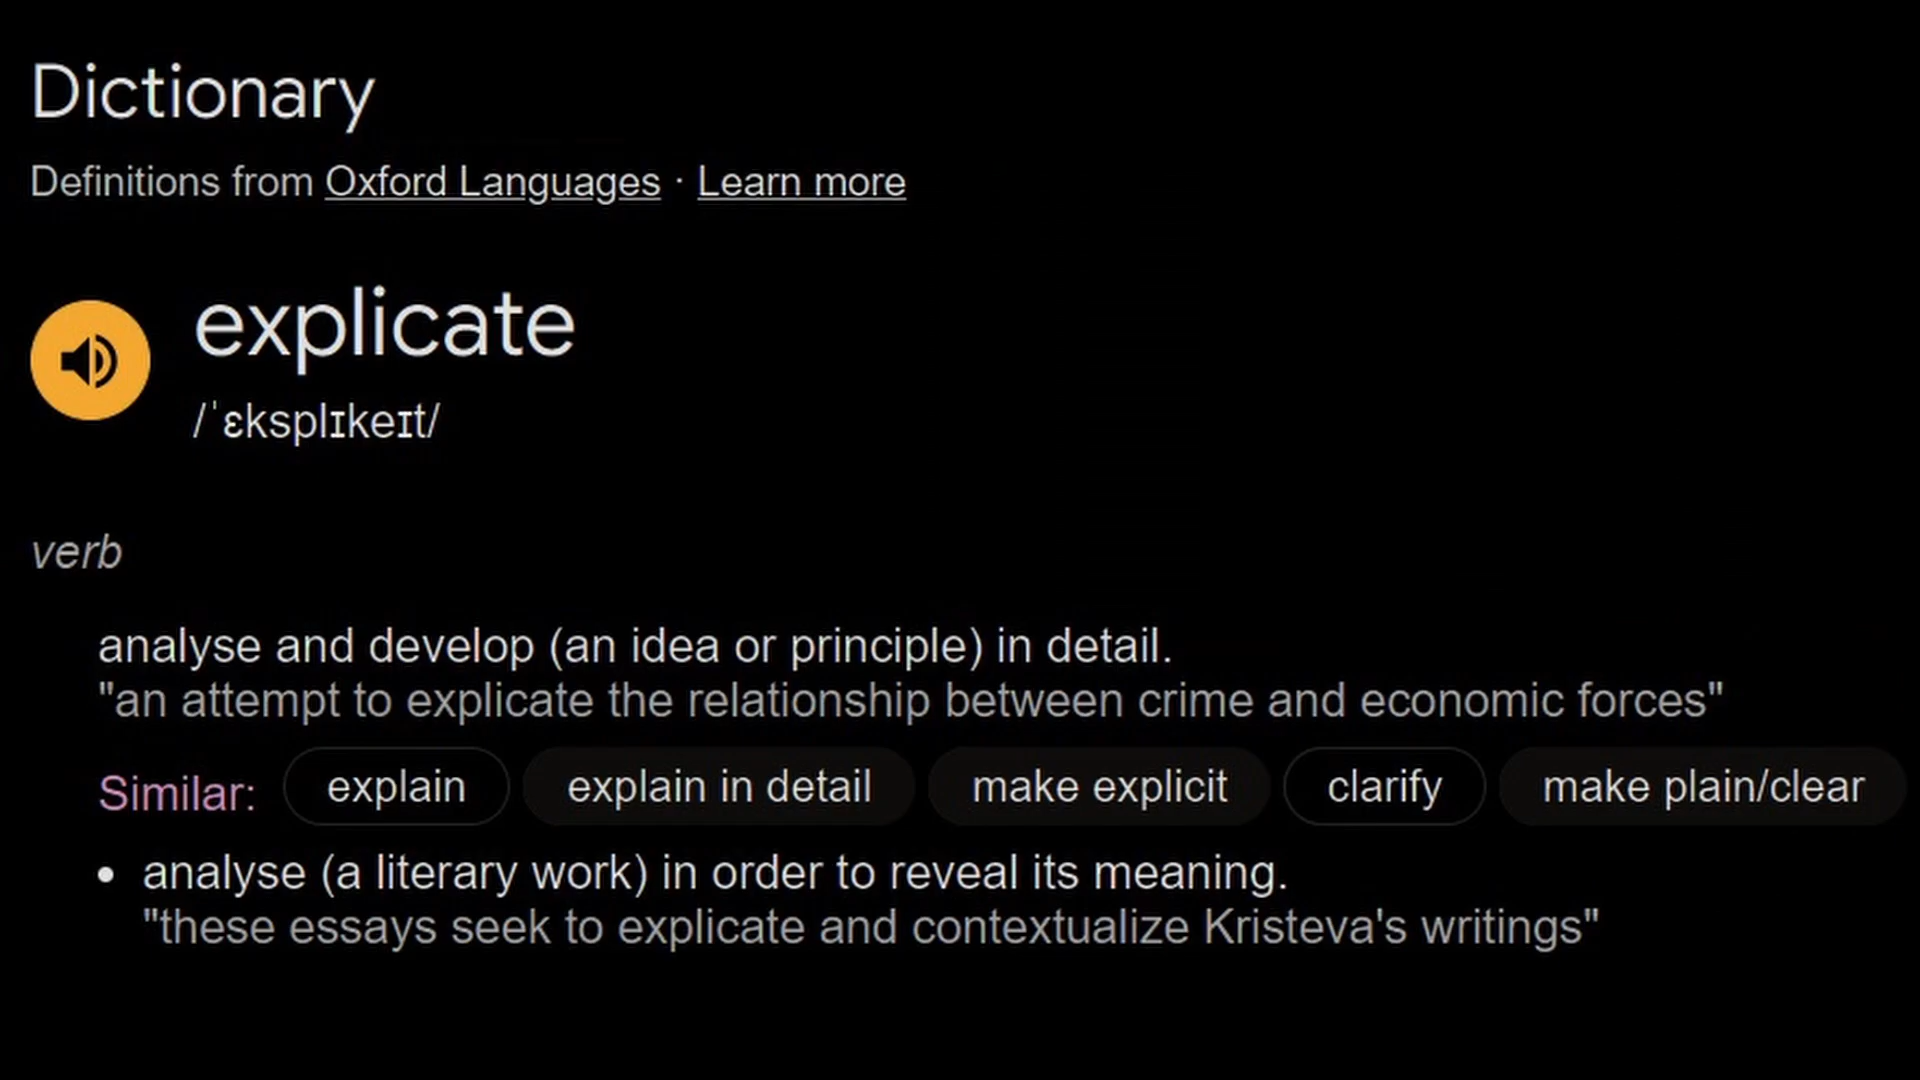 Dictionary
Definitions from Oxford Languages · Learn more
explicate
/ˈɛksplɪkeɪt/
verb
analyse and develop (an idea or principle) in detail.
"an attempt to explicate the relationship between crime and economic forces"
Similar: explain explain in detail make explicit clarify make plain/clear
• analyse (a literary work) in order to reveal its meaning.
"these essays seek to explicate and contextualize Kristeva's writings"